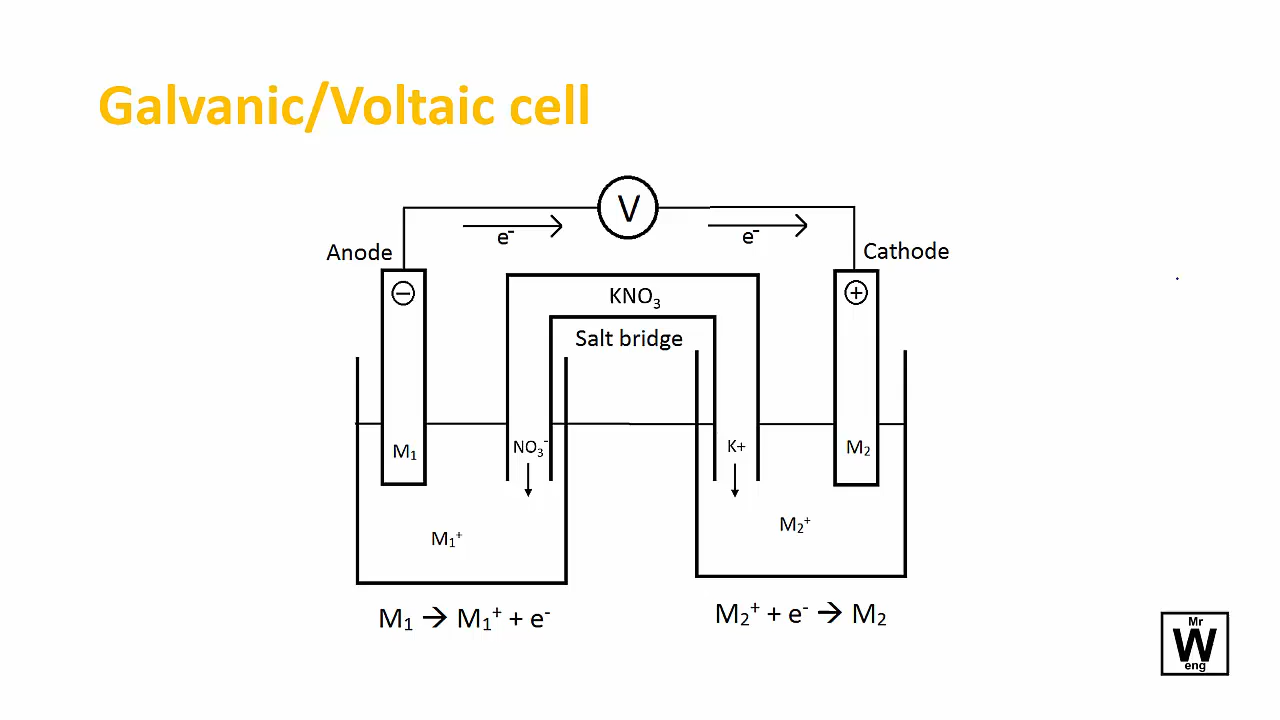 Galvanic/Voltaic cell
V
e⁻
e⁻
Anode
Cathode
−
+
KNO₃
Salt bridge
M₁
NO₃⁻
K+
M₂
M₁⁺
M₂⁺
M₁ → M₁⁺ + e⁻
M₂⁺ + e⁻ → M₂
Mr
W
eng